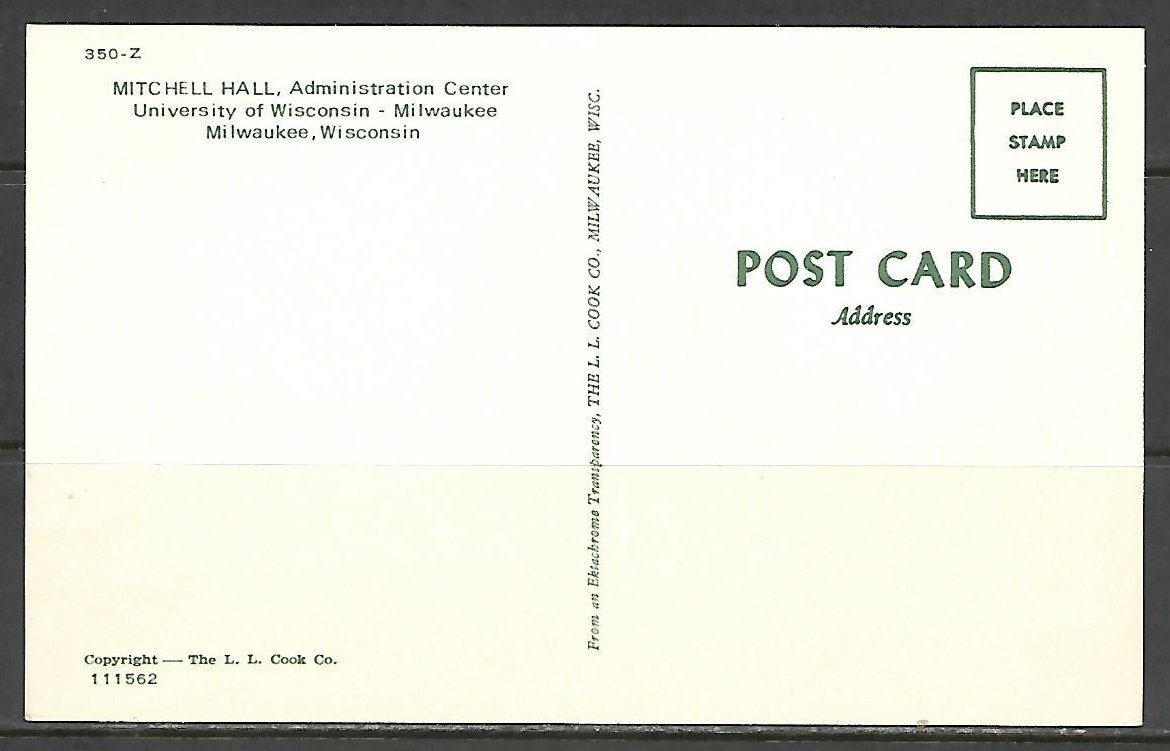 350-Z
MITCHELL HALL, Administration Center
University of Wisconsin - Milwaukee
Milwaukee, Wisconsin
Copyright — The L. L. Cook Co.
111562
From an Ektachrome Transparency, THE L. L. COOK CO., MILWAUKEE, WISC.
PLACE
STAMP
HERE
POST CARD
Address